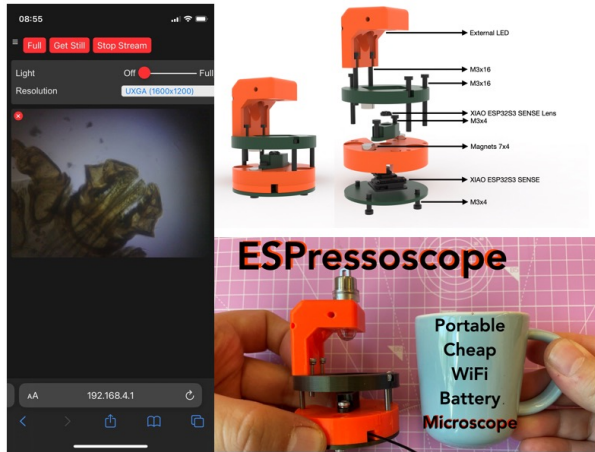 08:55
Full
Get Still
Stop Stream
Light
Off
Full
Resolution
UXGA (1600x1200)
AA
192.168.4.1
External LED
M3x16
M3x16
XIAO ESP32S3 SENSE Lens
M3x4
Magnets 7x4
XIAO ESP32S3 SENSE
M3x4
ESPressoscope
Portable
Cheap
WiFi
Battery
Microscope